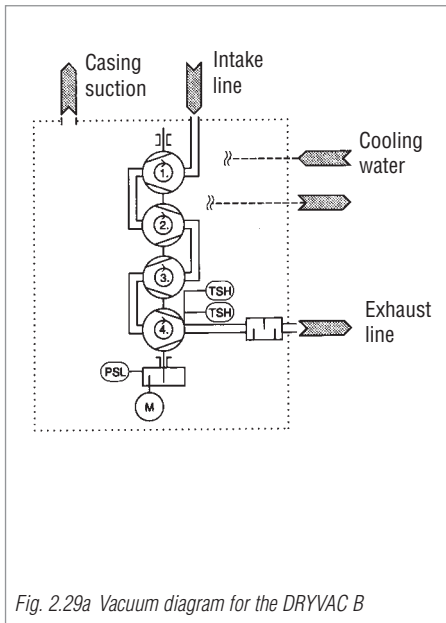 Casing
suction
Intake
line
Cooling
water
1.
2.
3.
TSH
TSH
4.
Exhaust
line
PSL
M
Fig. 2.29a Vacuum diagram for the DRYVAC B